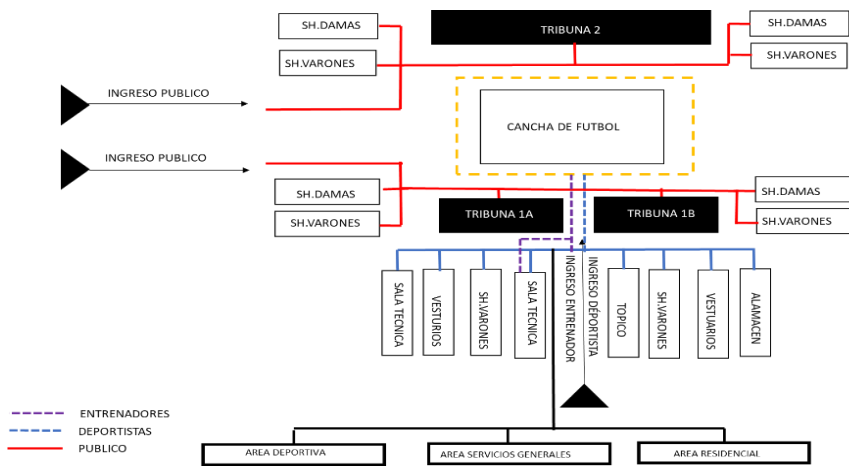 SH.DAMAS
TRIBUNA 2
SH.DAMAS
SH.VARONES
SH.VARONES
INGRESO PUBLICO
CANCHA DE FUTBOL
INGRESO PUBLICO
SH.DAMAS
SH.DAMAS
SH.VARONES
TRIBUNA 1A
TRIBUNA 1B
SH.VARONES
SALA TECNICA
VESTURIOS
SH.VARONES
SALA TECNICA
INGRESO ENTRENADOR
INGRESO DÉPORTISTA
TOPICO
SH.VARONES
VESTUARIOS
ALAMACEN
ENTRENADORES
DEPORTISTAS
PUBLICO
AREA DEPORTIVA
AREA SERVICIOS GENERALES
AREA RESIDENCIAL